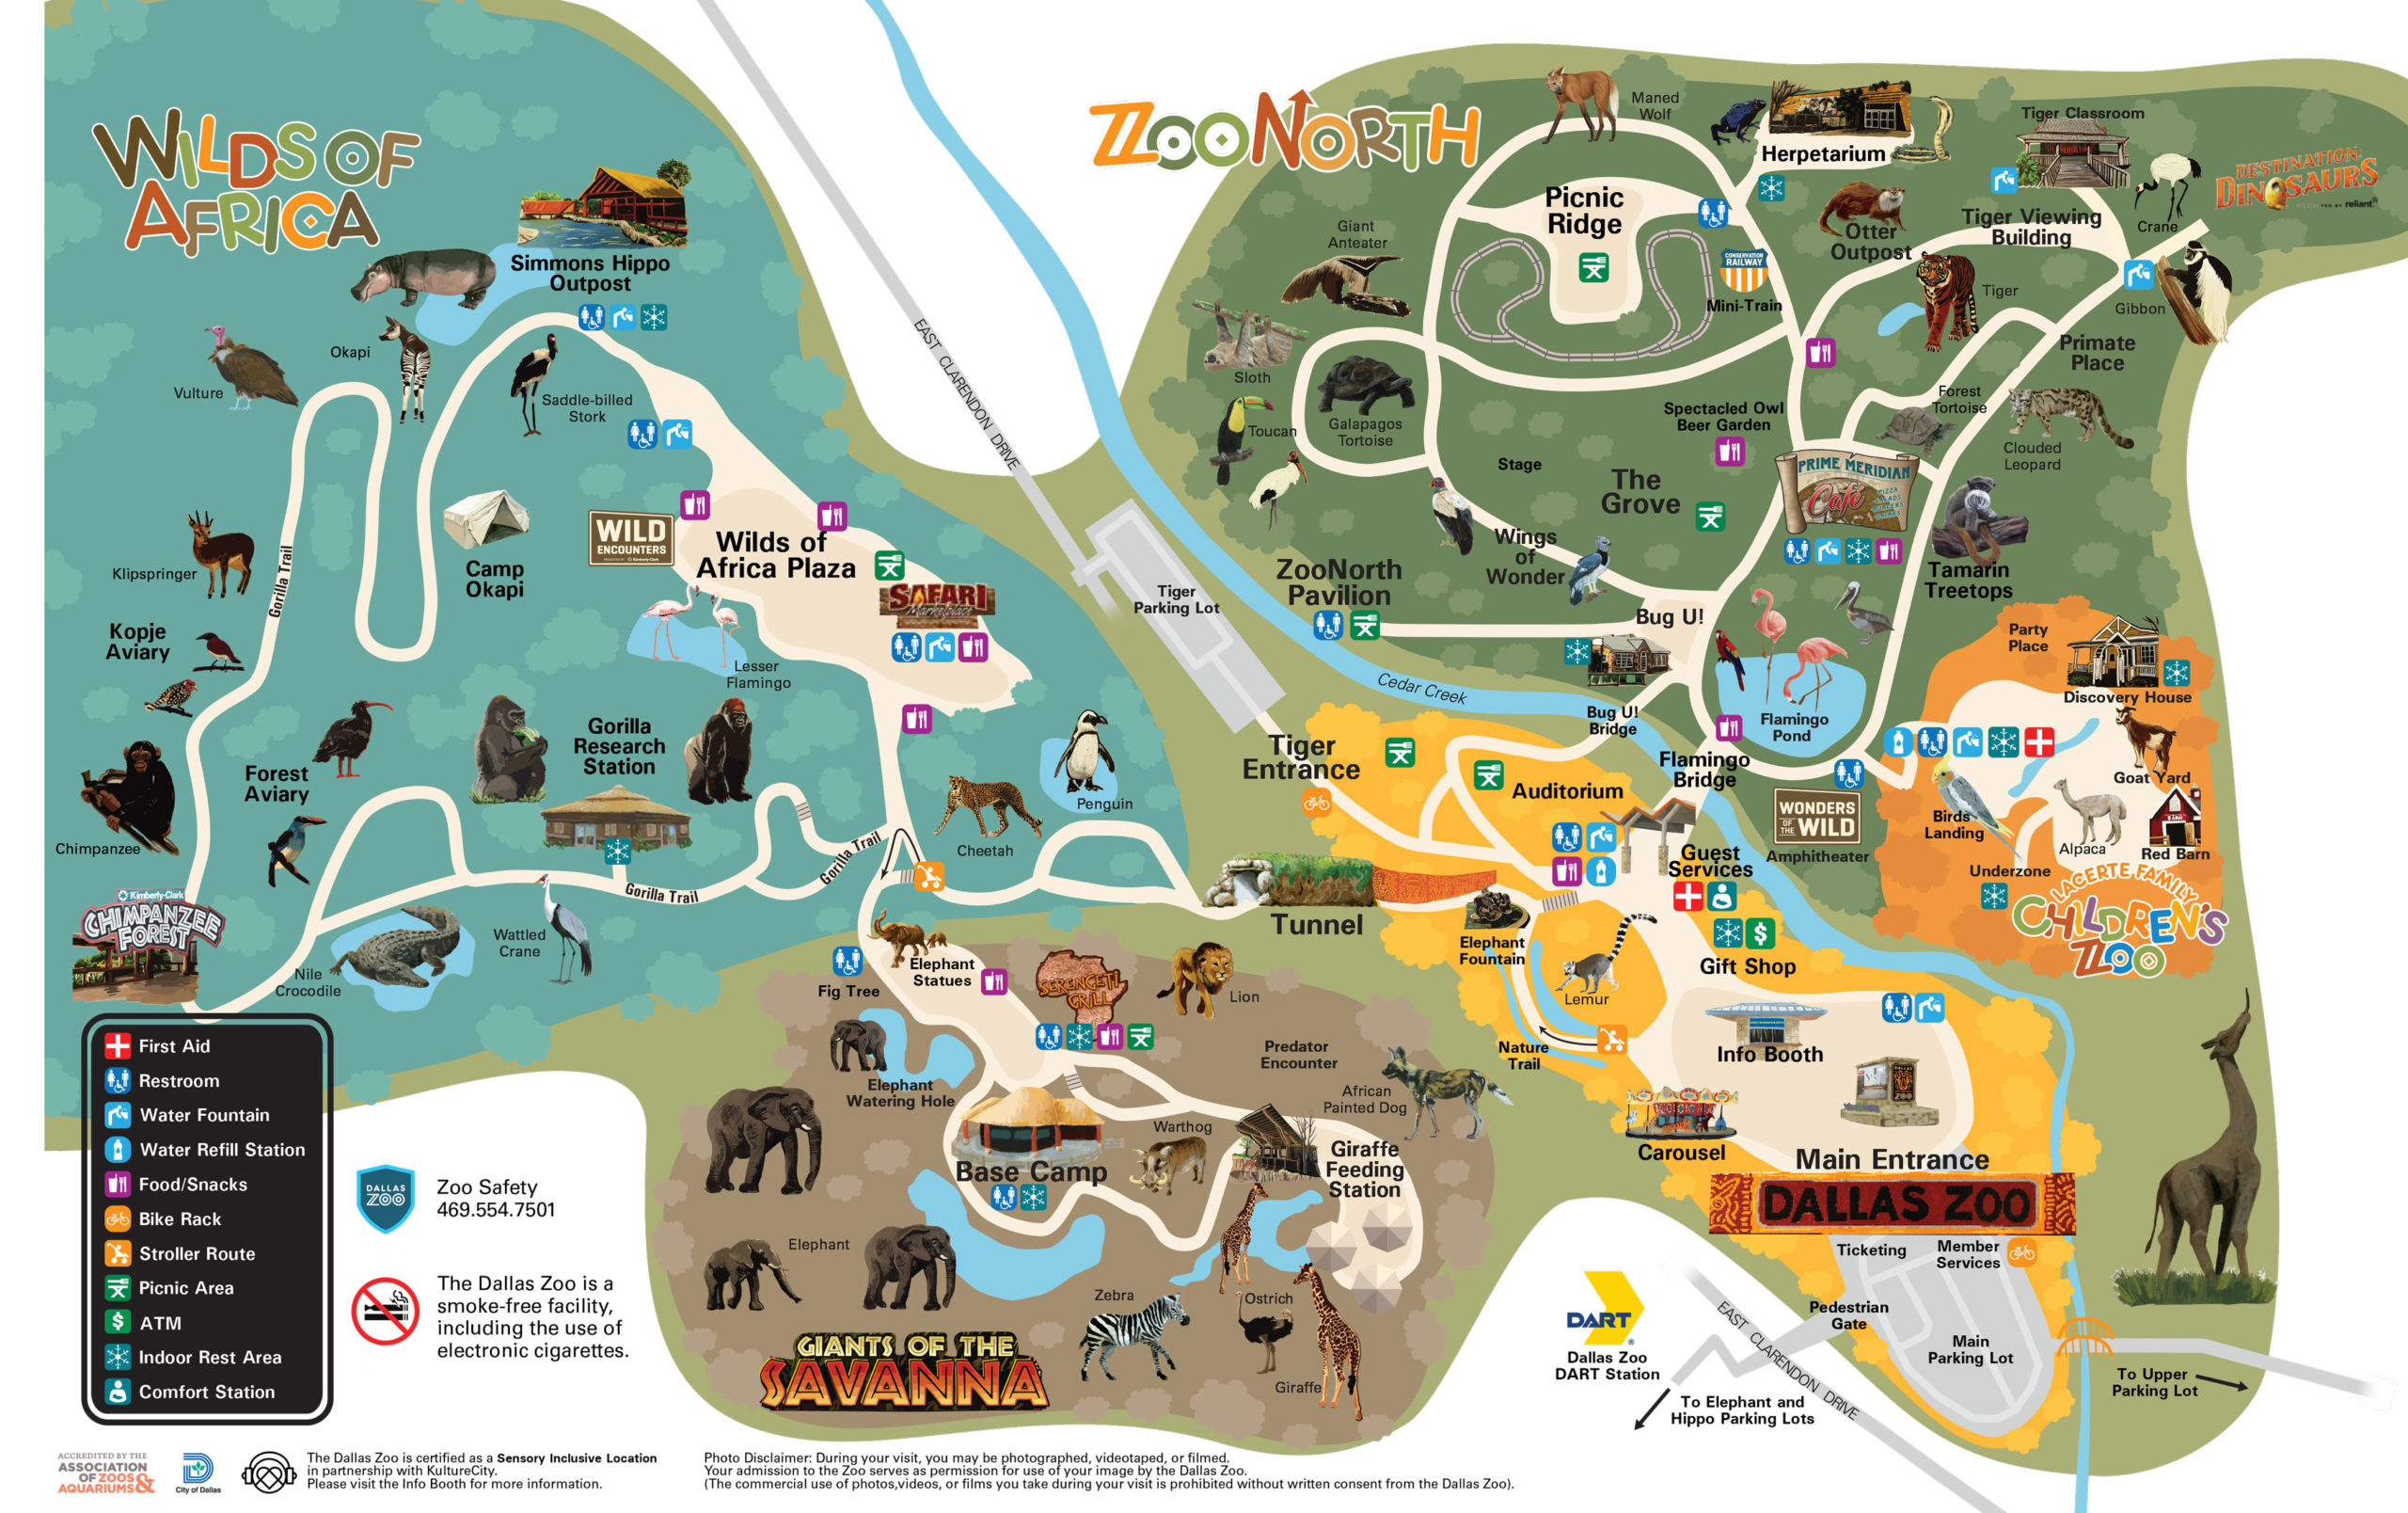 WILDS OF
AFRICA
Simmons Hippo
Outpost
Okapi
Vulture
Saddle-billed
Stork
Camp
Okapi
WILD
ENCOUNTERS
Wilds of
Africa Plaza
SAFARI
Marketplace
Klipspringer
Gorilla Trail
Kopje
Aviary
Lesser
Flamingo
Gorilla
Research
Station
Forest
Aviary
Chimpanzee
Kimberly-Clark
CHIMPANZEE
FOREST
Gorilla Trail
Gorilla Trail
Cheetah
Penguin
Nile
Crocodile
Wattled
Crane
EAST CLARENDON DRIVE
Tiger
Parking Lot
ZOONORTH
Maned
Wolf
Herpetarium
Tiger Classroom
DESTINATION:
DINOSAURS
reliant
Picnic
Ridge
Giant
Anteater
Otter
Outpost
Tiger Viewing
Building
Crane
CONSERVATION
RAILWAY
Mini-Train
Tiger
Gibbon
Primate
Place
Sloth
Toucan
Galapagos
Tortoise
Spectacled Owl
Beer Garden
Forest
Tortoise
Clouded
Leopard
Stage
The
Grove
PRIME MERIDIAN
Café
PIZZA
SALADS
Wings
of
Wonder
Tamarin
Treetops
ZooNorth
Pavilion
Bug U!
Cedar Creek
Bug U!
Bridge
Flamingo
Pond
Flamingo
Bridge
Party
Place
Discovery House
Goat Yard
Birds
Landing
Alpaca
Red Barn
BARN
Underzone
LACERTE FAMILY
CHILDREN'S
ZOO
WONDERS
OF THE WILD
Amphitheater
Tiger
Entrance
Auditorium
Guest
Services
Gift Shop
Tunnel
Elephant
Fountain
Lemur
Nature
Trail
Info Booth
Carousel
Main Entrance
DALLAS ZOO
Ticketing
Member
Services
Pedestrian
Gate
Main
Parking Lot
To Upper
Parking Lot
DART
Dallas Zoo
DART Station
To Elephant and
Hippo Parking Lots
EAST CLARENDON DRIVE
Fig Tree
Elephant
Statues
SERENGETI
GRILL
Lion
Elephant
Watering Hole
Predator
Encounter
African
Painted Dog
Base Camp
Warthog
Giraffe
Feeding
Station
Elephant
Zebra
Ostrich
Giraffe
GIANTS OF THE
SAVANNA
First Aid
Restroom
Water Fountain
Water Refill Station
Food/Snacks
Bike Rack
Stroller Route
Picnic Area
$ ATM
Indoor Rest Area
Comfort Station
DALLAS
ZOO
Zoo Safety
469.554.7501
The Dallas Zoo is a
smoke-free facility,
including the use of
electronic cigarettes.
ACCREDITED BY THE
ASSOCIATION
OF ZOOS
& AQUARIUMS
City of Dallas
The Dallas Zoo is certified as a Sensory Inclusive Location
in partnership with KultureCity.
Please visit the Info Booth for more information.
Photo Disclaimer: During your visit, you may be photographed, videotaped, or filmed.
Your admission to the Zoo serves as permission for use of your image by the Dallas Zoo.
(The commercial use of photos,videos, or films you take during your visit is prohibited without written consent from the Dallas Zoo).